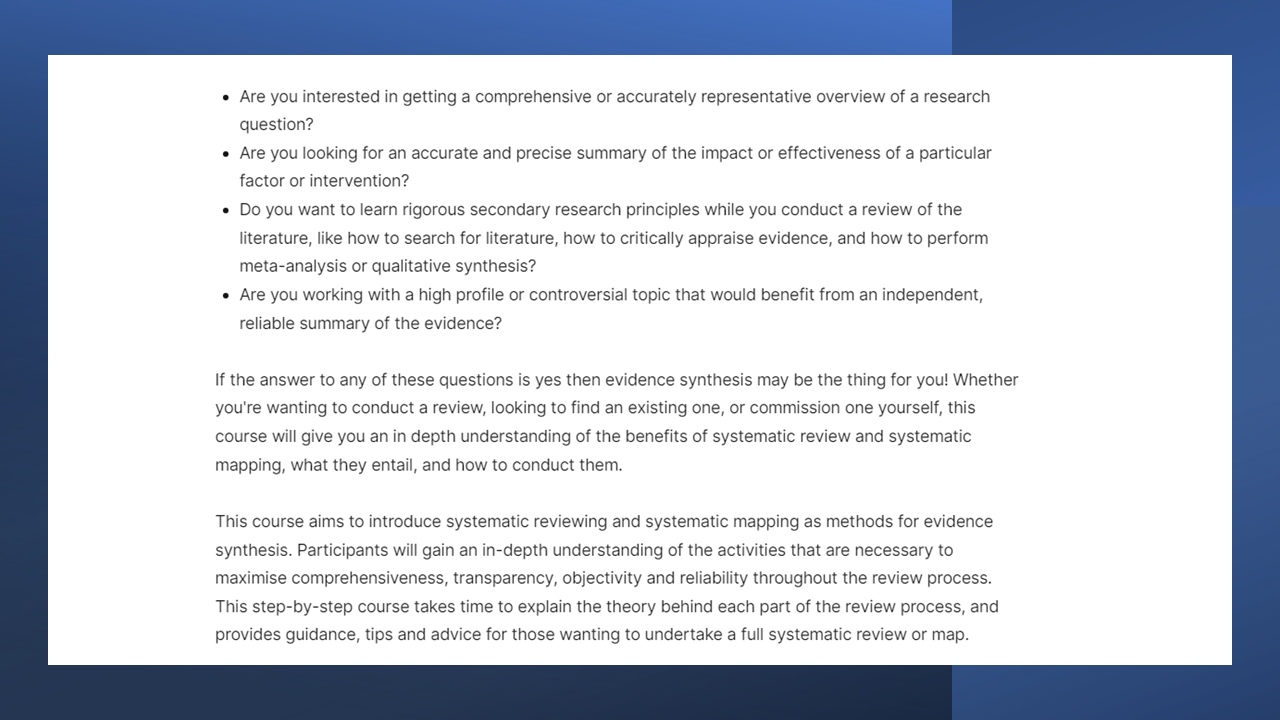 • Are you interested in getting a comprehensive or accurately representative overview of a research
question?
• Are you looking for an accurate and precise summary of the impact or effectiveness of a particular
factor or intervention?
• Do you want to learn rigorous secondary research principles while you conduct a review of the
literature, like how to search for literature, how to critically appraise evidence, and how to perform
meta-analysis or qualitative synthesis?
• Are you working with a high profile or controversial topic that would benefit from an independent,
reliable summary of the evidence?
If the answer to any of these questions is yes then evidence synthesis may be the thing for you! Whether
you're wanting to conduct a review, looking to find an existing one, or commission one yourself, this
course will give you an in depth understanding of the benefits of systematic review and systematic
mapping, what they entail, and how to conduct them.
This course aims to introduce systematic reviewing and systematic mapping as methods for evidence
synthesis. Participants will gain an in-depth understanding of the activities that are necessary to
maximise comprehensiveness, transparency, objectivity and reliability throughout the review process.
This step-by-step course takes time to explain the theory behind each part of the review process, and
provides guidance, tips and advice for those wanting to undertake a full systematic review or map.